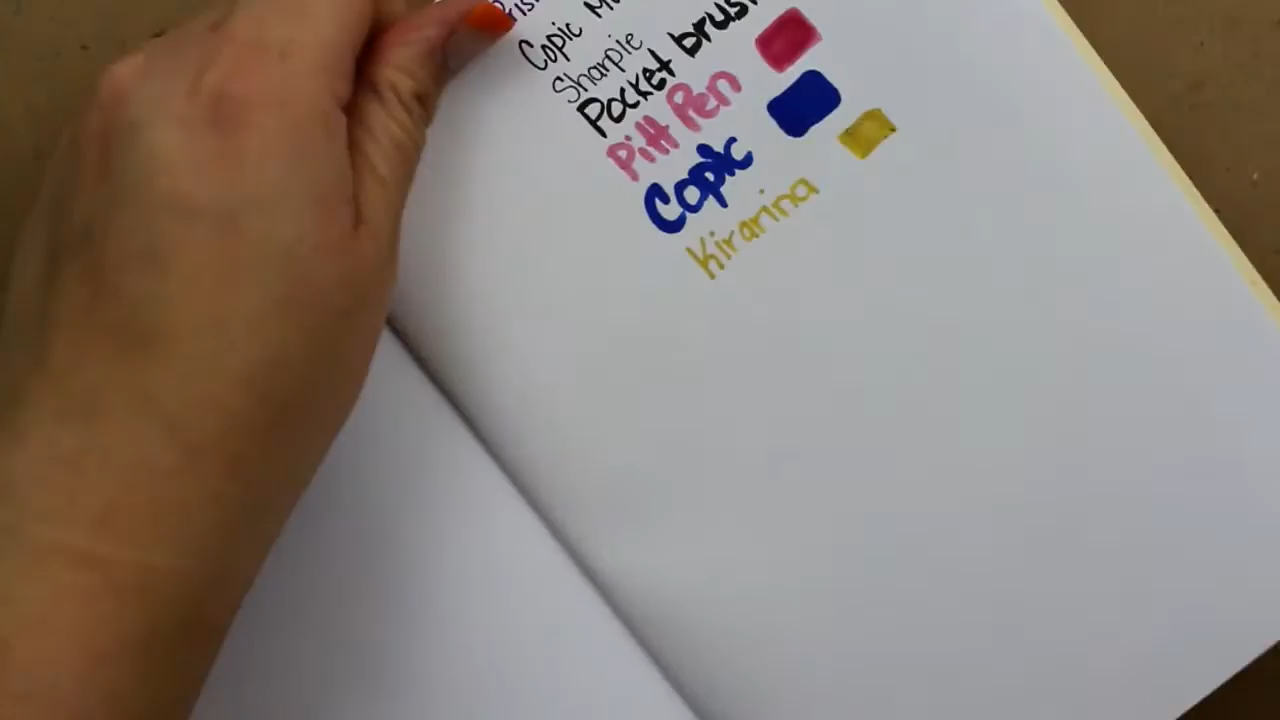 Copic
Sharpie
Pocket brush
Pitt Pen
Copic
Kirarina